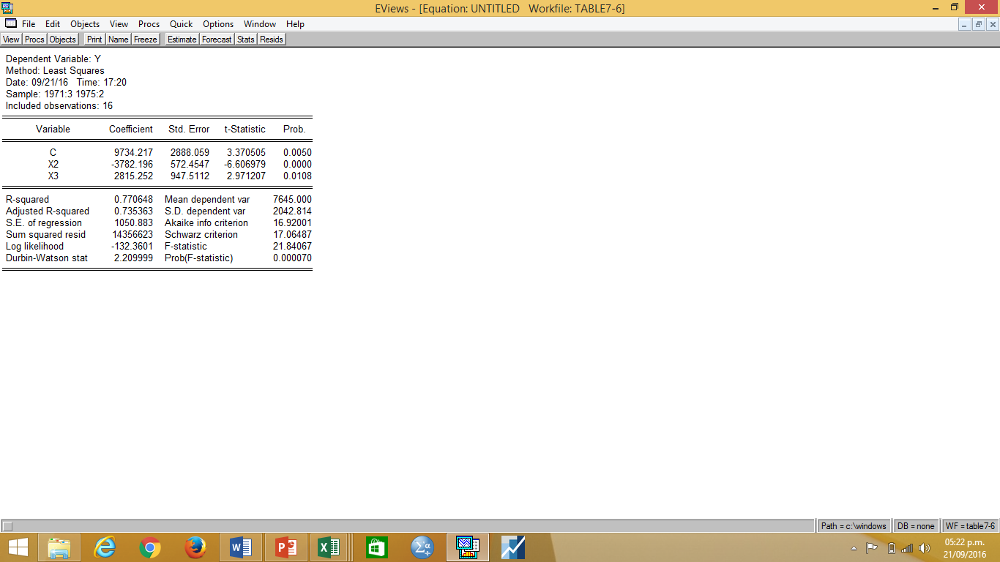 EViews - [Equation: UNTITLED   Workfile: TABLE7-6]
File Edit Objects View Procs Quick Options Window Help
View Procs Objects Print Name Freeze Estimate Forecast Stats Resids
Dependent Variable: Y
Method: Least Squares
Date: 09/21/16   Time: 17:20
Sample: 1971:3 1975:2
Included observations: 16
Variable Coefficient Std. Error t-Statistic Prob.
C 9734.217 2888.059 3.370505 0.0050
X2 -3782.196 572.4547 -6.606979 0.0000
X3 2815.252 947.5112 2.971207 0.0108
R-squared 0.770648 Mean dependent var 7645.000
Adjusted R-squared 0.735363 S.D. dependent var 2042.814
S.E. of regression 1050.883 Akaike info criterion 16.92001
Sum squared resid 14356623 Schwarz criterion 17.06487
Log likelihood -132.3601 F-statistic 21.84067
Durbin-Watson stat 2.209999 Prob(F-statistic) 0.000070
Path = c:\windows DB = none WF = table7-6
05:22 p.m.
21/09/2016